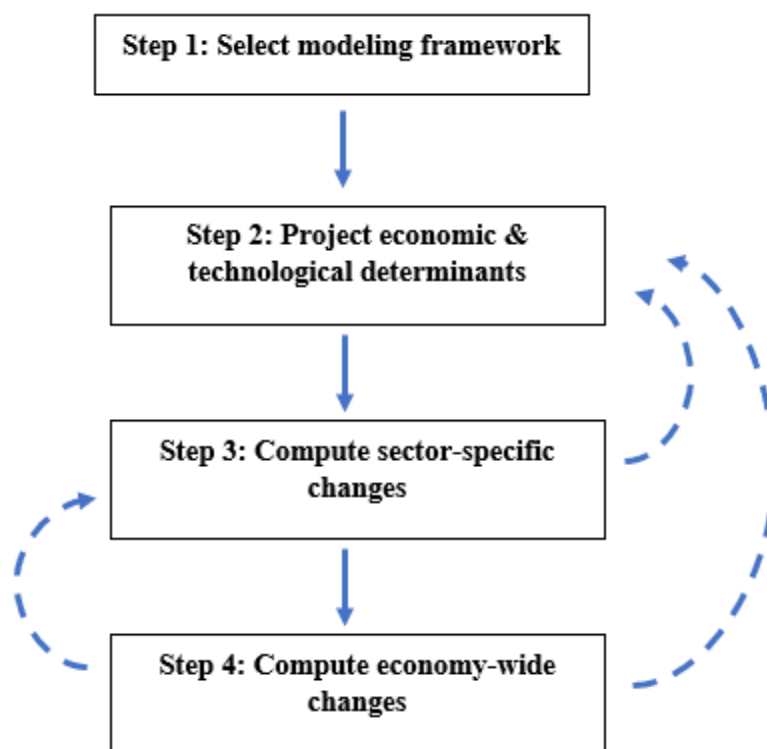 Step 1: Select modeling framework
Step 2: Project economic &
technological determinants
Step 3: Compute sector-specific
changes
Step 4: Compute economy-wide
changes